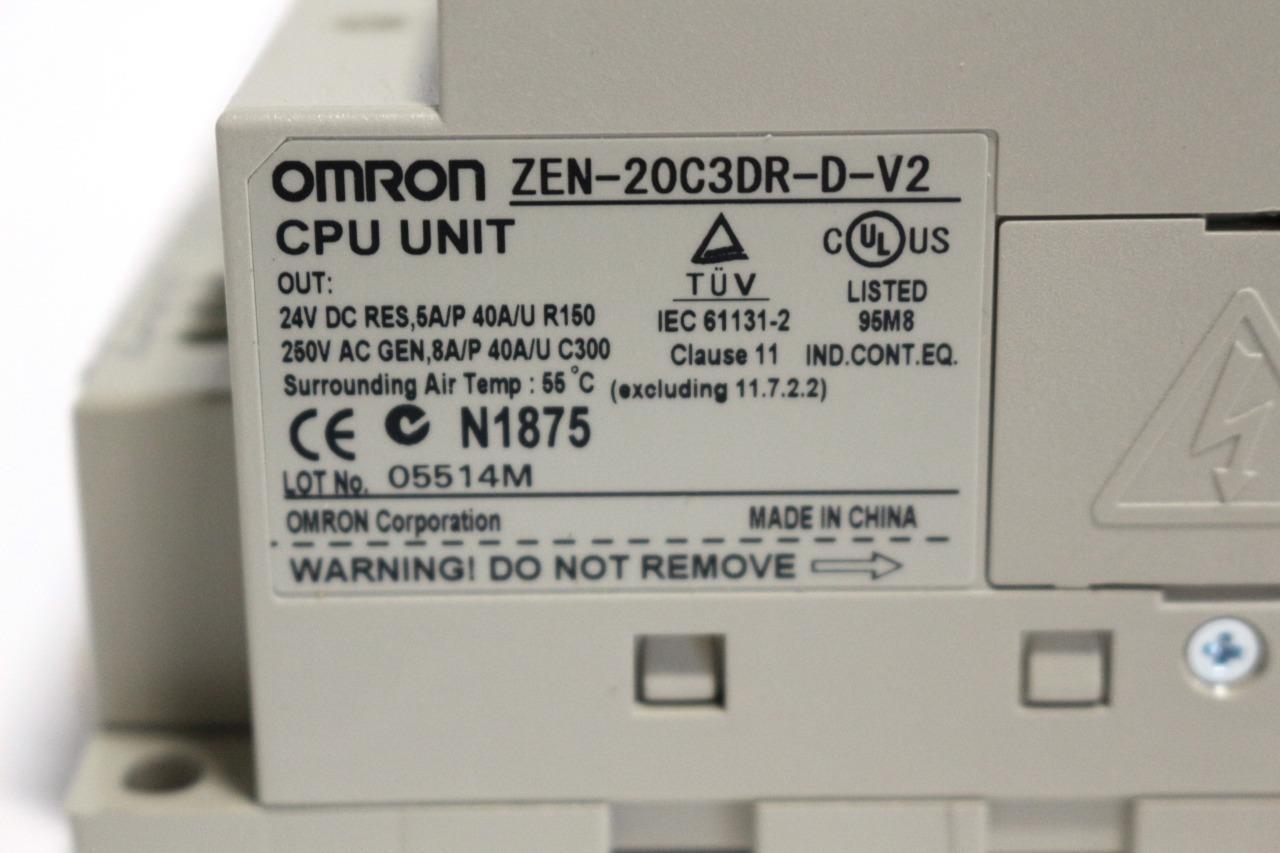 OMRON ZEN-20C3DR-D-V2
CPU UNIT
OUT:
24V DC RES,5A/P 40A/U R150
250V AC GEN,8A/P 40A/U C300
Surrounding Air Temp : 55°C
TÜV
IEC 61131-2
Clause 11
(excluding 11.7.2.2)
C UL US
LISTED
95M8
IND.CONT.EQ.
CE N1875
LOT No. 05514M
OMRON Corporation MADE IN CHINA
WARNING! DO NOT REMOVE